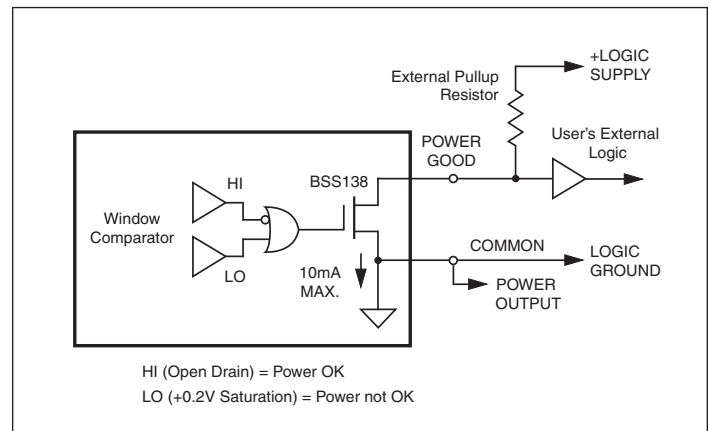 +LOGIC
SUPPLY
External Pullup
Resistor
User's External
Logic
POWER
GOOD
BSS138
HI
Window
Comparator
LO
COMMON
LOGIC
GROUND
10mA
MAX.
POWER
OUTPUT
HI (Open Drain) = Power OK
LO (+0.2V Saturation) = Power not OK